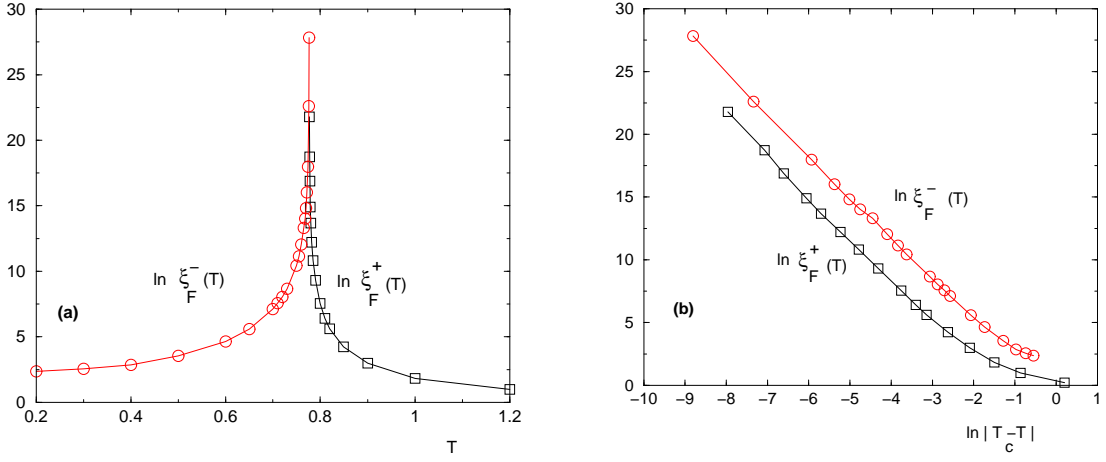 30
25
20
15
10
5
0
0.2 0.4 0.6 0.8 1 1.2
T
(a)
ln ξ_F^-(T)
ln ξ_F^+(T)
30
25
20
15
10
5
0
−10 −9 −8 −7 −6 −5 −4 −3 −2 −1 0 1
ln | T_c−T |
(b)
ln ξ_F^- (T)
ln ξ_F^+ (T)